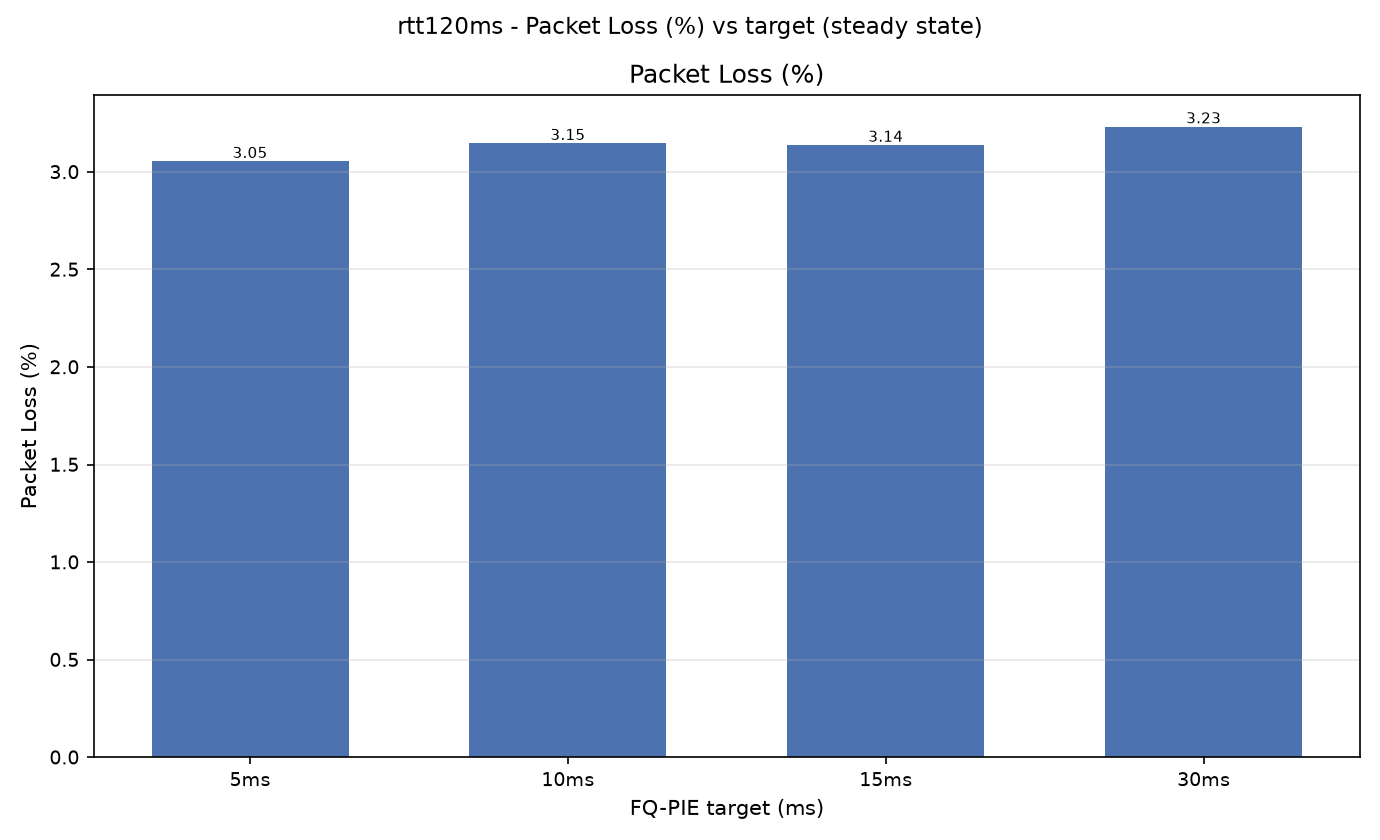 rtt120ms - Packet Loss (%) vs target (steady state)
Packet Loss (%)
3.05
3.15
3.14
3.23
Packet Loss (%)
3.0
2.5
2.0
1.5
1.0
0.5
0.0
5ms
10ms
15ms
30ms
FQ-PIE target (ms)